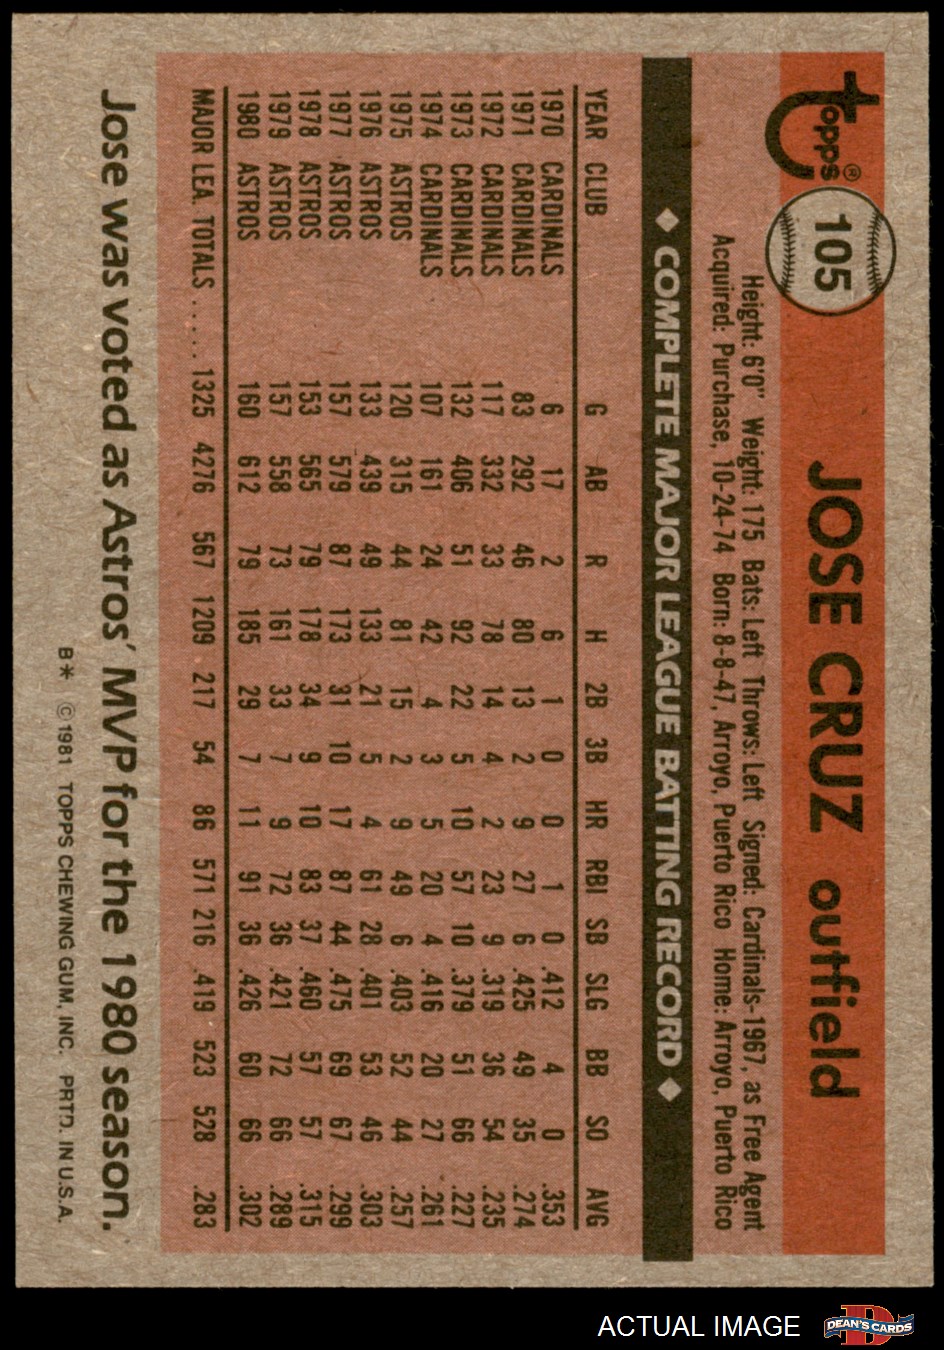 topps®
105
JOSE CRUZ outfield
Height: 6'0" Weight: 175 Bats: Left Throws: Left Signed: Cardinals-1967, as Free Agent
Acquired: Purchase, 10-24-74 Born: 8-8-47, Arroyo, Puerto Rico Home: Arroyo, Puerto Rico
◆ COMPLETE MAJOR LEAGUE BATTING RECORD ◆
YEAR CLUB G AB R H 2B 3B HR RBI SB SLG BB SO AVG
1970 CARDINALS 6 17 2 6 1 0 0 1 0 .412 4 0 .353
1971 CARDINALS 83 292 46 80 13 2 9 27 6 .425 49 35 .274
1972 CARDINALS 117 332 33 78 14 4 2 23 9 .319 36 54 .235
1973 CARDINALS 132 406 51 92 22 5 10 57 10 .379 51 66 .227
1974 CARDINALS 107 161 24 42 4 3 5 20 4 .416 20 27 .261
1975 ASTROS 120 315 44 81 15 2 9 49 6 .403 52 44 .257
1976 ASTROS 133 439 49 133 21 5 4 61 28 .401 53 46 .303
1977 ASTROS 157 579 87 173 31 10 17 87 44 .475 69 67 .299
1978 ASTROS 153 565 79 178 34 9 10 83 37 .460 57 57 .315
1979 ASTROS 157 558 73 161 33 7 9 72 36 .421 72 66 .289
1980 ASTROS 160 612 79 185 29 7 11 91 36 .426 60 66 .302
MAJOR LEA. TOTALS ..... 1325 4276 567 1209 217 54 86 571 216 .419 523 528 .283
Jose was voted as Astros' MVP for the 1980 season.
B* ©1981 TOPPS CHEWING GUM, INC. PRTD. IN U.S.A.
ACTUAL IMAGE
DEAN'S CARDS